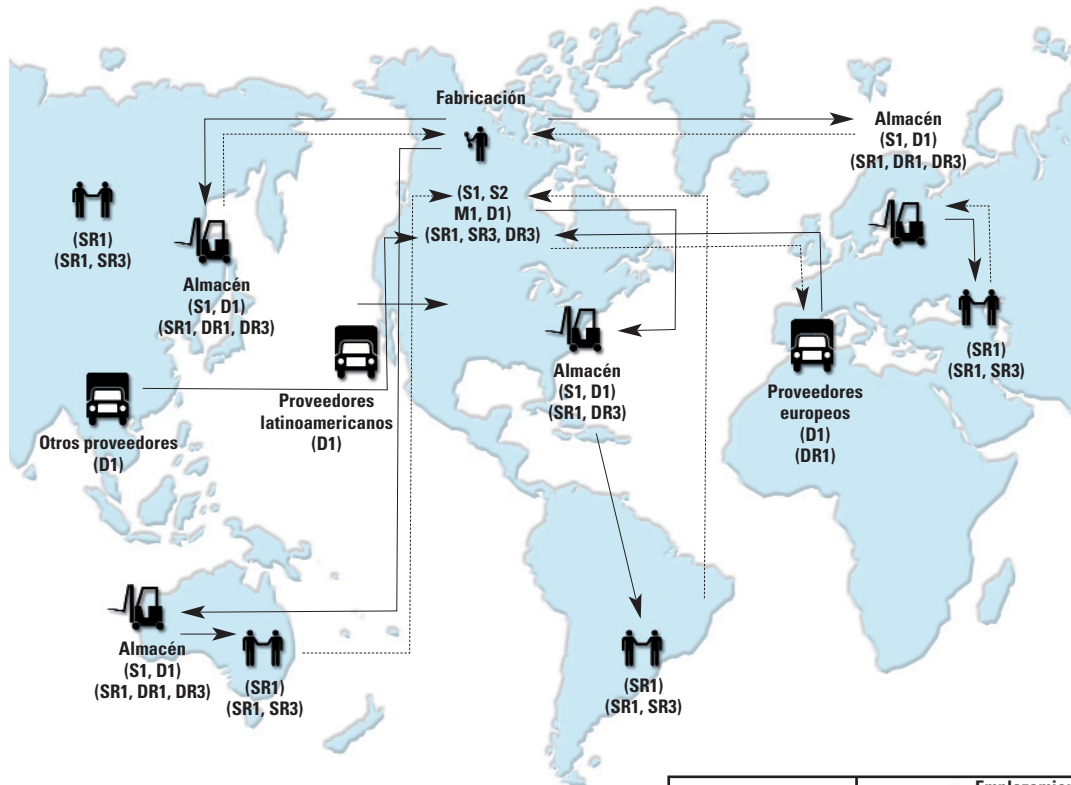 Fabricación
(S1, S2
M1, D1)
(SR1, SR3, DR3)
Almacén
(S1, D1)
(SR1, DR1, DR3)
(SR1)
(SR1, SR3)
Almacén
(S1, D1)
(SR1, DR1, DR3)
(SR1)
(SR1, SR3)
Almacén
(S1, D1)
(SR1, DR3)
Proveedores
latinoamericanos
(D1)
Proveedores
europeos
(D1)
(DR1)
Otros proveedores
(D1)
Almacén
(S1, D1)
(SR1, DR1, DR3)
(SR1)
(SR1, SR3)
(SR1)
(SR1, SR3)